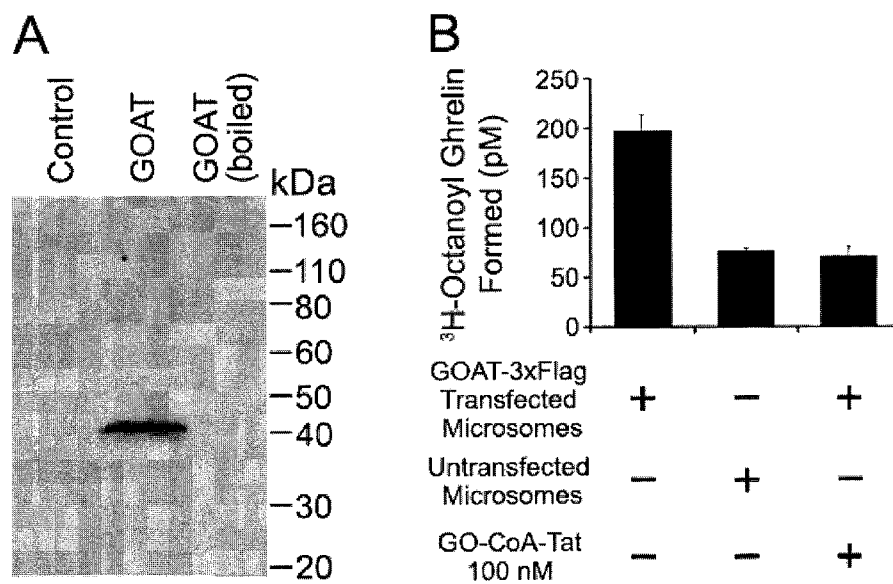 A
Control
GOAT
GOAT
(boiled)
kDa
160
110
80
60
50
40
30
20
B
³H-Octanoyl Ghrelin
Formed (pM)
250
200
150
100
50
0
GOAT-3xFlag
Transfected
Microsomes
+ − +
Untransfected
Microsomes
− + −
GO-CoA-Tat
100 nM
− − +